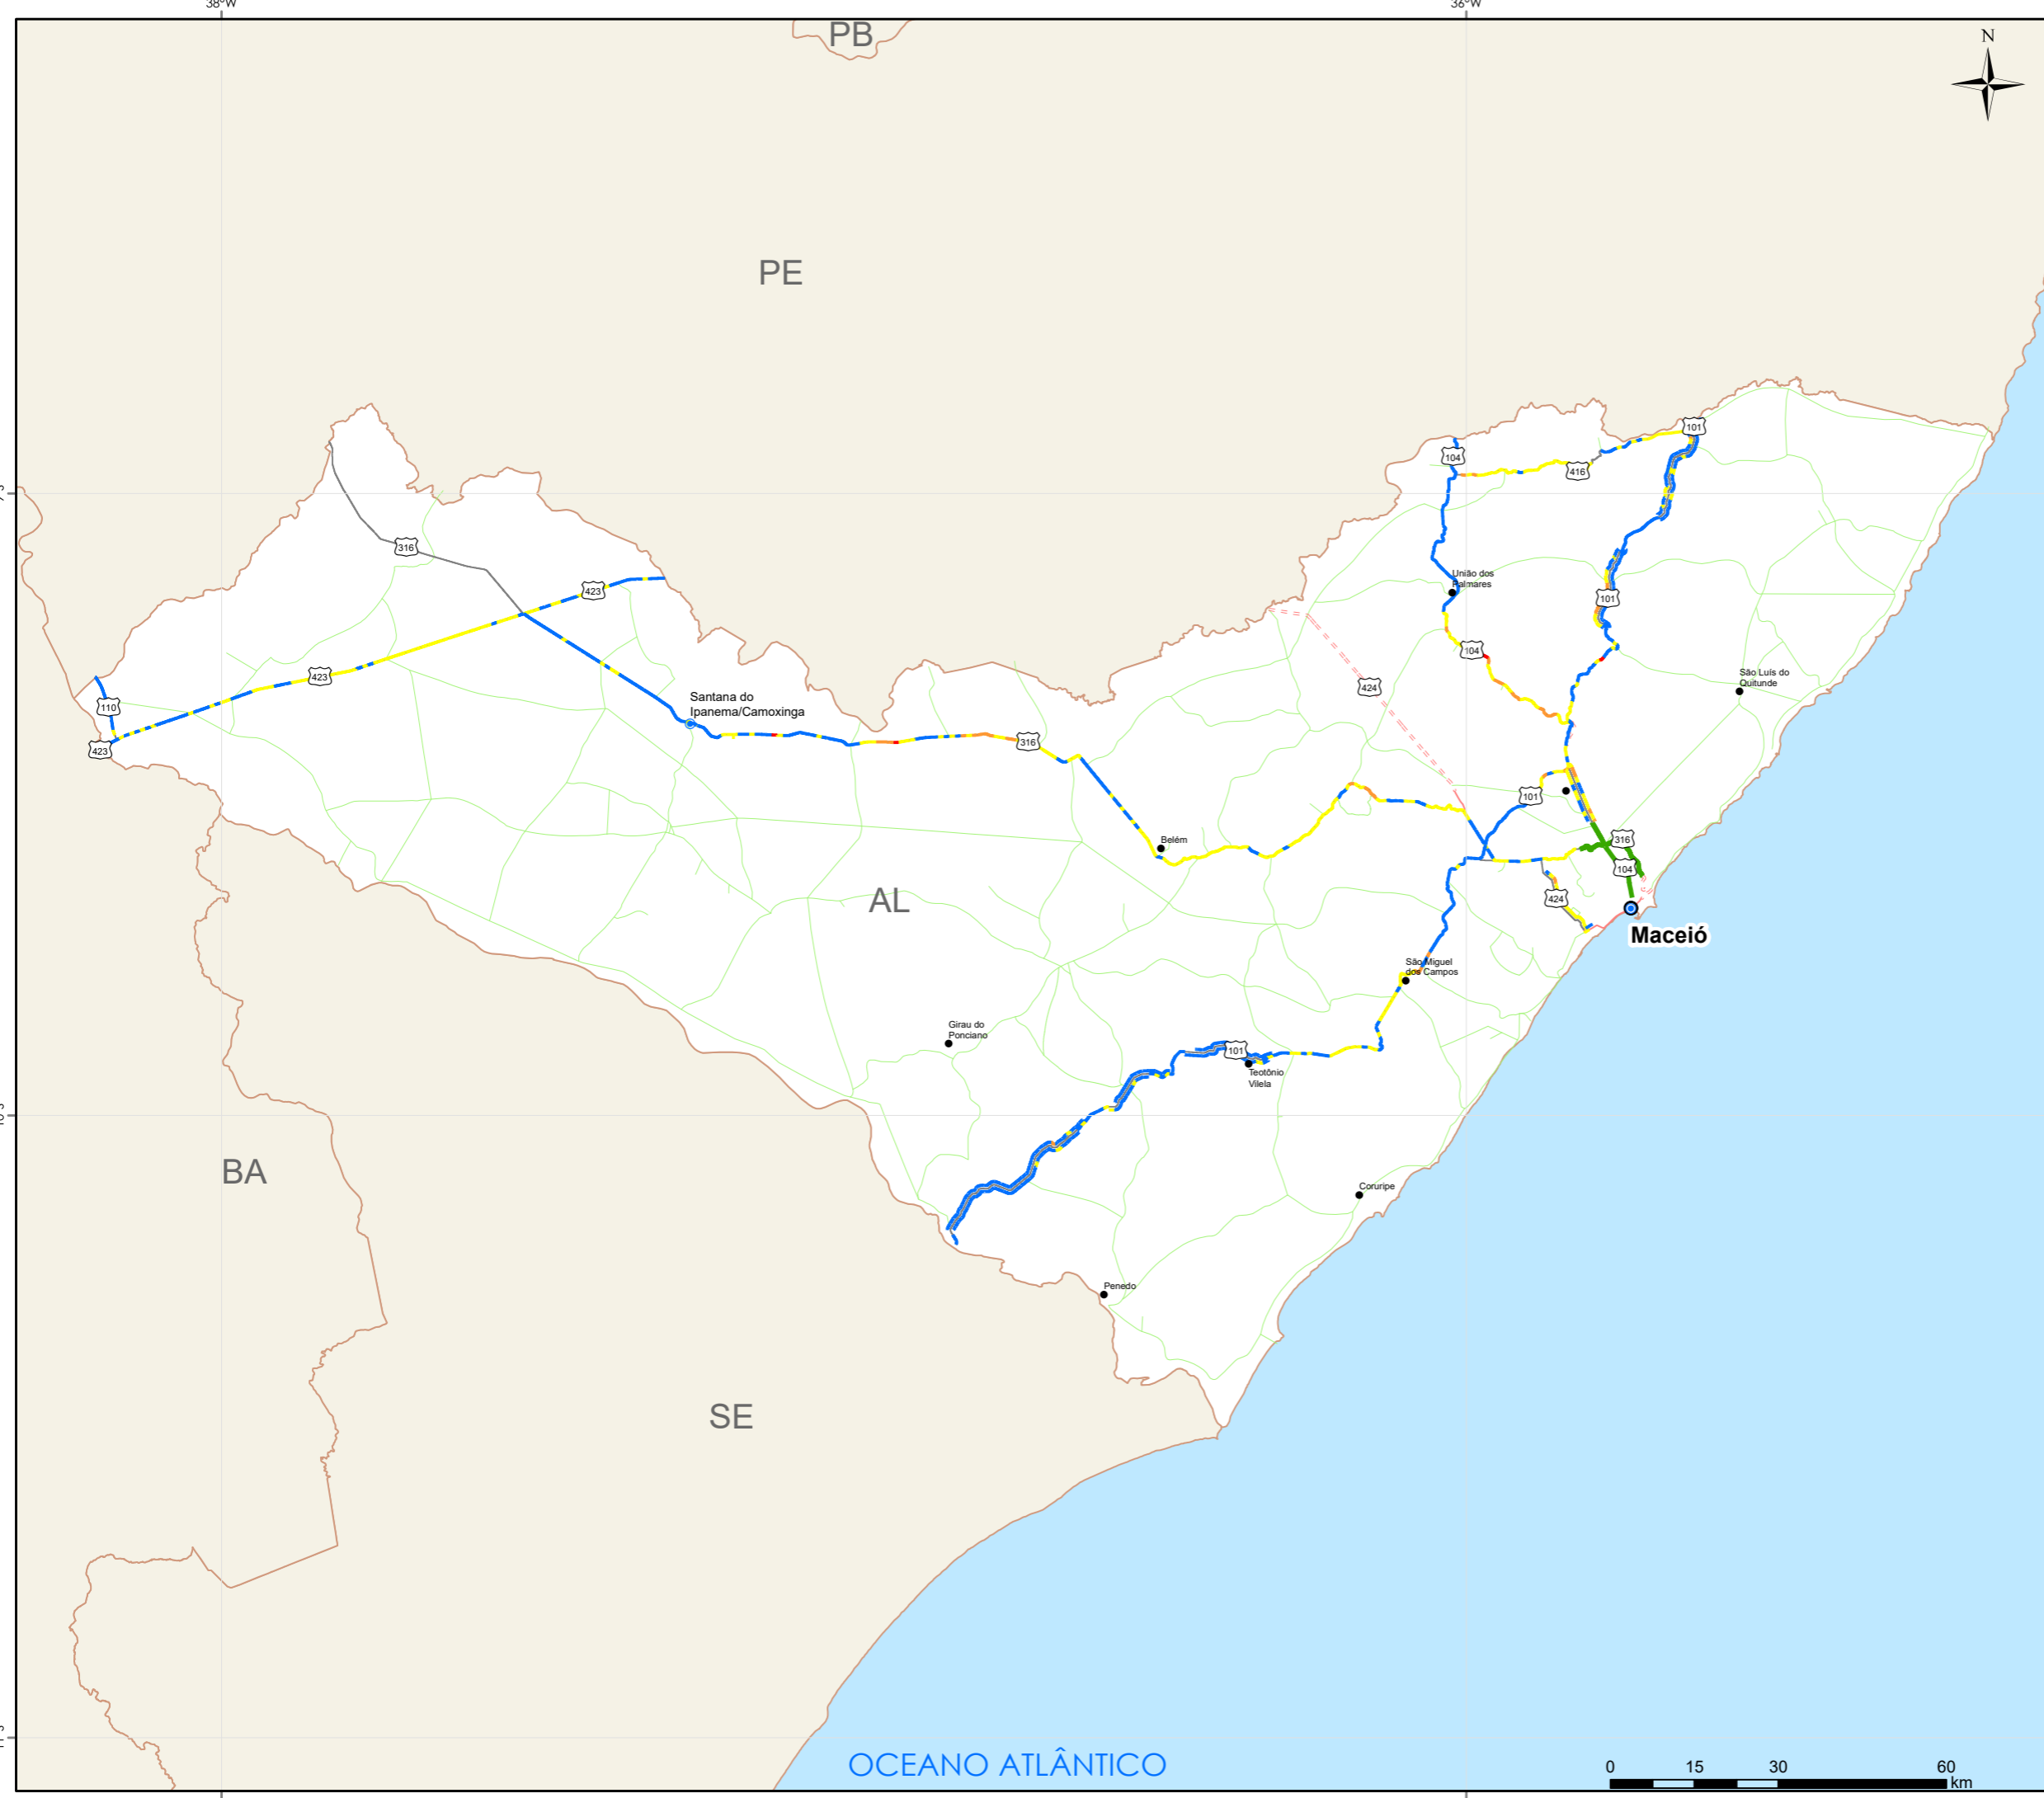 38°W
36°W
PB
N
PE
101
104
416
316
423
União dos
Palmares
101
104
423
São Luís do
Quitunde
424
110
Santana do
Ipanema/Camoxinga
316
423
101
316
Belém
104
AL
424
Maceió
São Miguel
dos Campos
Girau do
Ponciano
101
Teotônio
Vilela
BA
Coruripe
Penedo
SE
OCEANO ATLÂNTICO
0 15 30 60
km